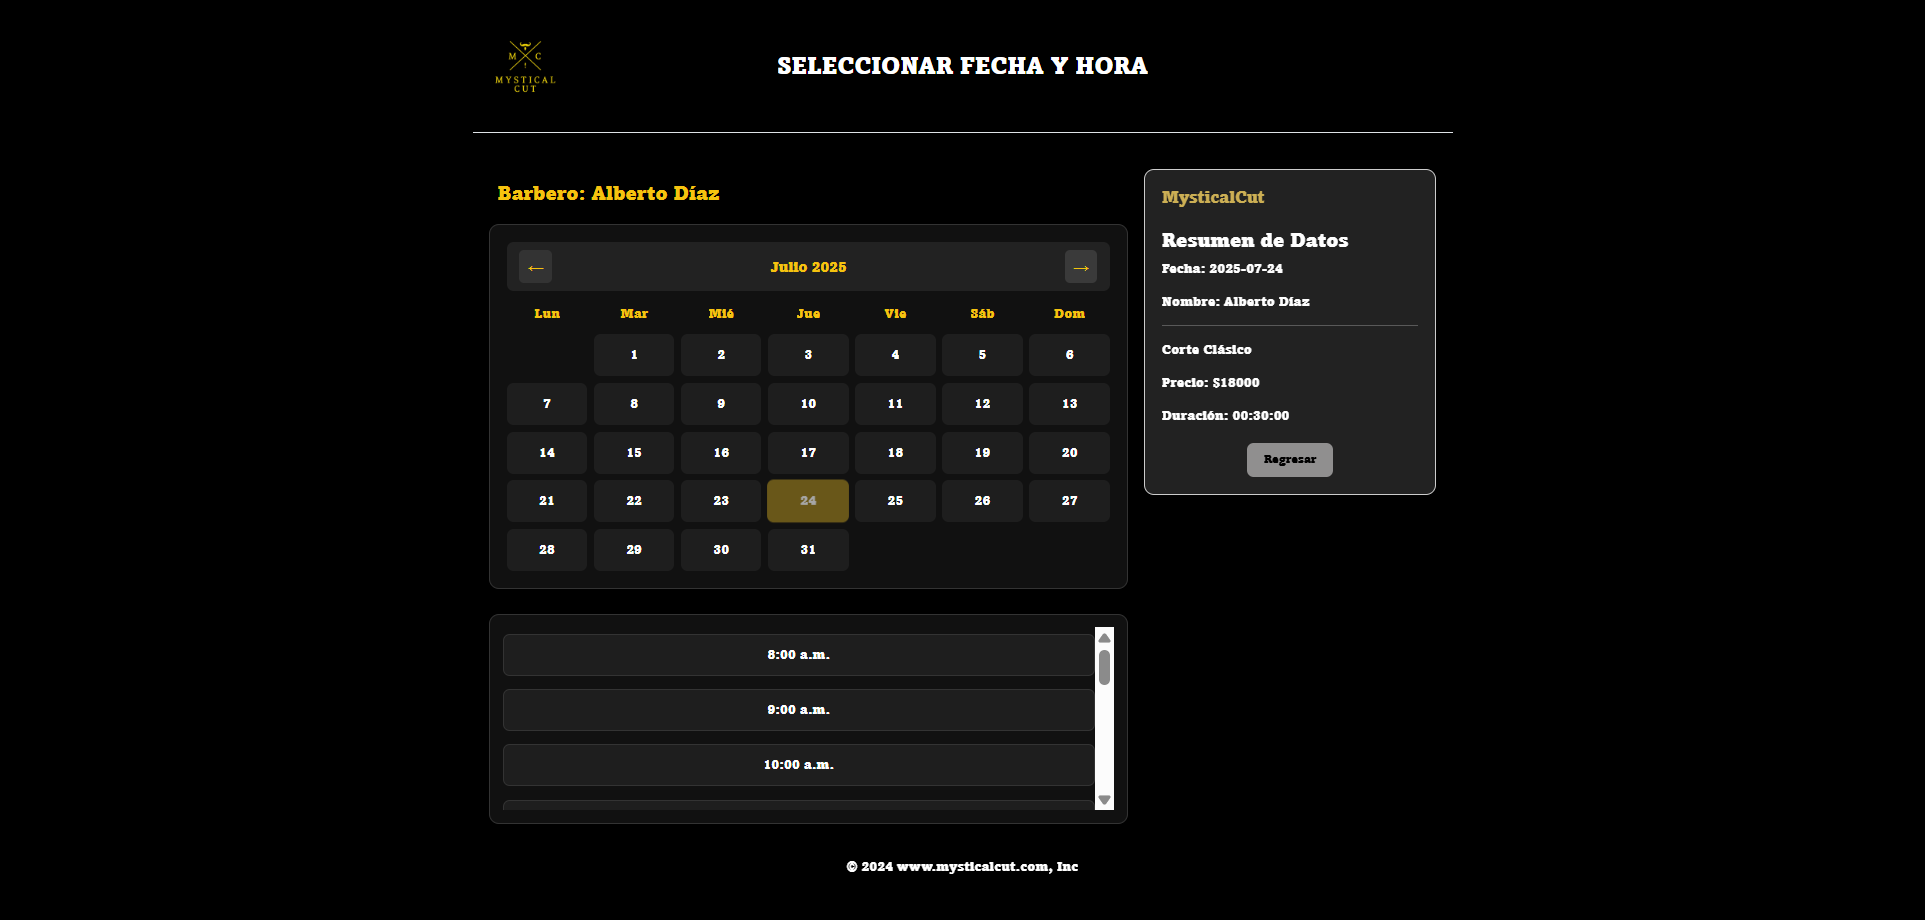 M C
MYSTICAL
CUT
SELECCIONAR FECHA Y HORA
Barbero: Alberto Díaz
← Julio 2025 →
Lun Mar Mié Jue Vie Sáb Dom
1 2 3 4 5 6
7 8 9 10 11 12 13
14 15 16 17 18 19 20
21 22 23 24 25 26 27
28 29 30 31
8:00 a.m.
9:00 a.m.
10:00 a.m.
MysticalCut
Resumen de Datos
Fecha: 2025-07-24
Nombre: Alberto Díaz
Corte Clásico
Precio: $18000
Duración: 00:30:00
Regresar
© 2024 www.mysticalcut.com, Inc